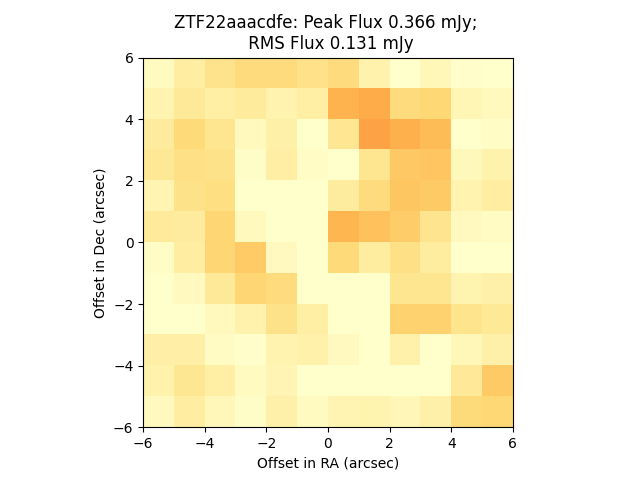 ZTF22aaacdfe: Peak Flux 0.366 mJy;
RMS Flux 0.131 mJy
6
4
2
0
−2
−4
−6
Offset in Dec (arcsec)
−6 −4 −2 0 2 4 6
Offset in RA (arcsec)